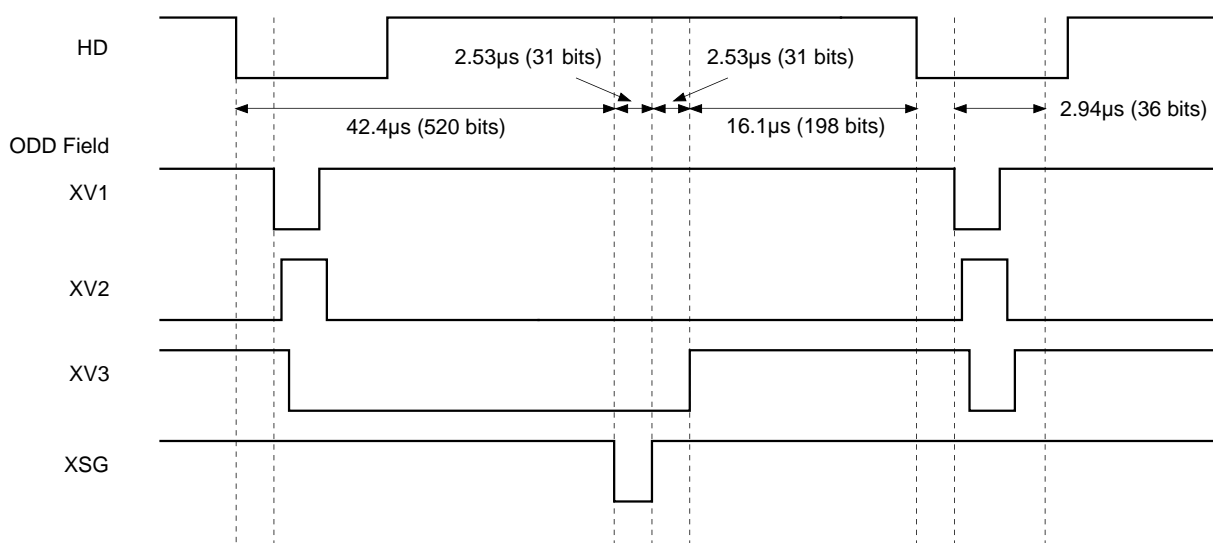 HD
2.53µs (31 bits)
2.53µs (31 bits)
42.4µs (520 bits)
16.1µs (198 bits)
2.94µs (36 bits)
ODD Field
XV1
XV2
XV3
XSG